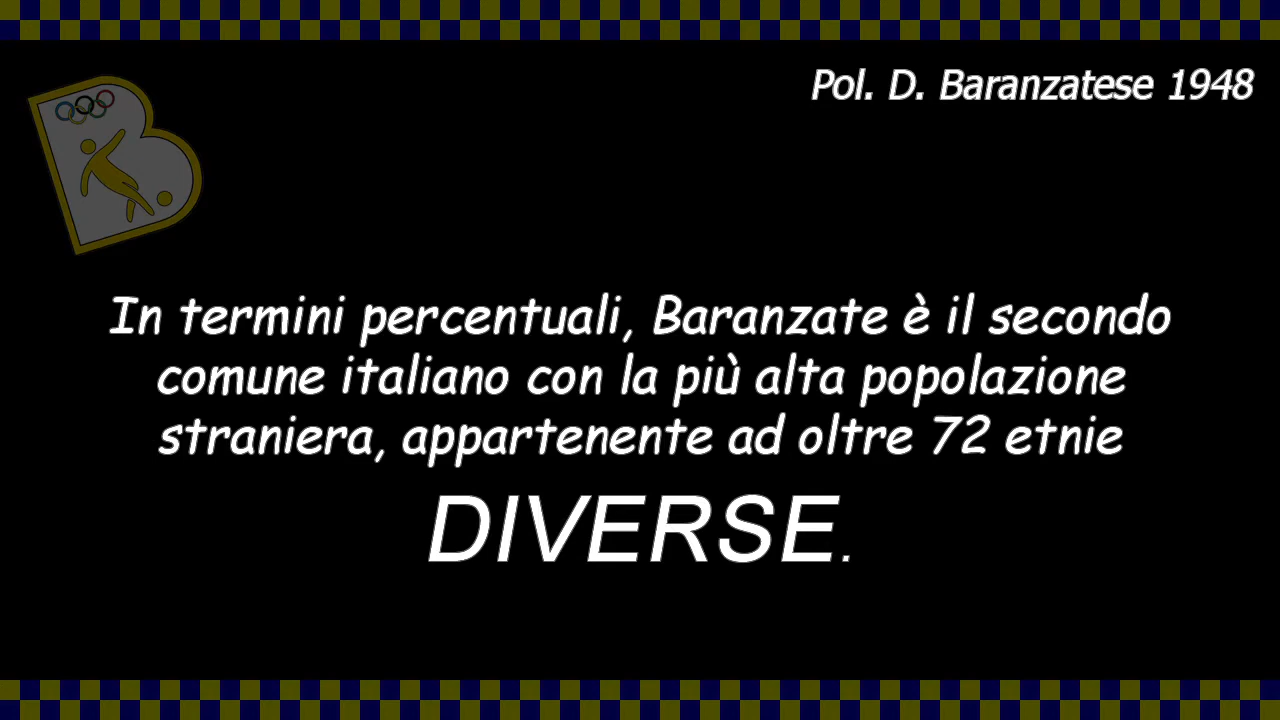 Pol. D. Baranzatese 1948
In termini percentuali, Baranzate è il secondo
comune italiano con la più alta popolazione
straniera, appartenente ad oltre 72 etnie
DIVERSE.